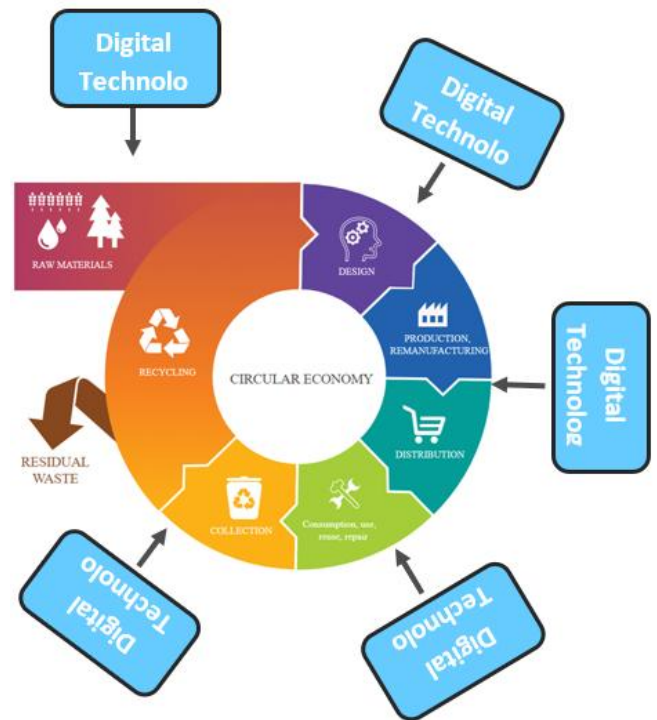 Digital
Technolo
Digital
Technolo
RAW MATERIALS
DESIGN
PRODUCTION,
REMANUFACTURING
Digital
Technolog
RECYCLING
CIRCULAR ECONOMY
DISTRIBUTION
RESIDUAL
WASTE
COLLECTION
Consumption, use,
reuse, repair
Digital
Technolo
Digital
Technolo